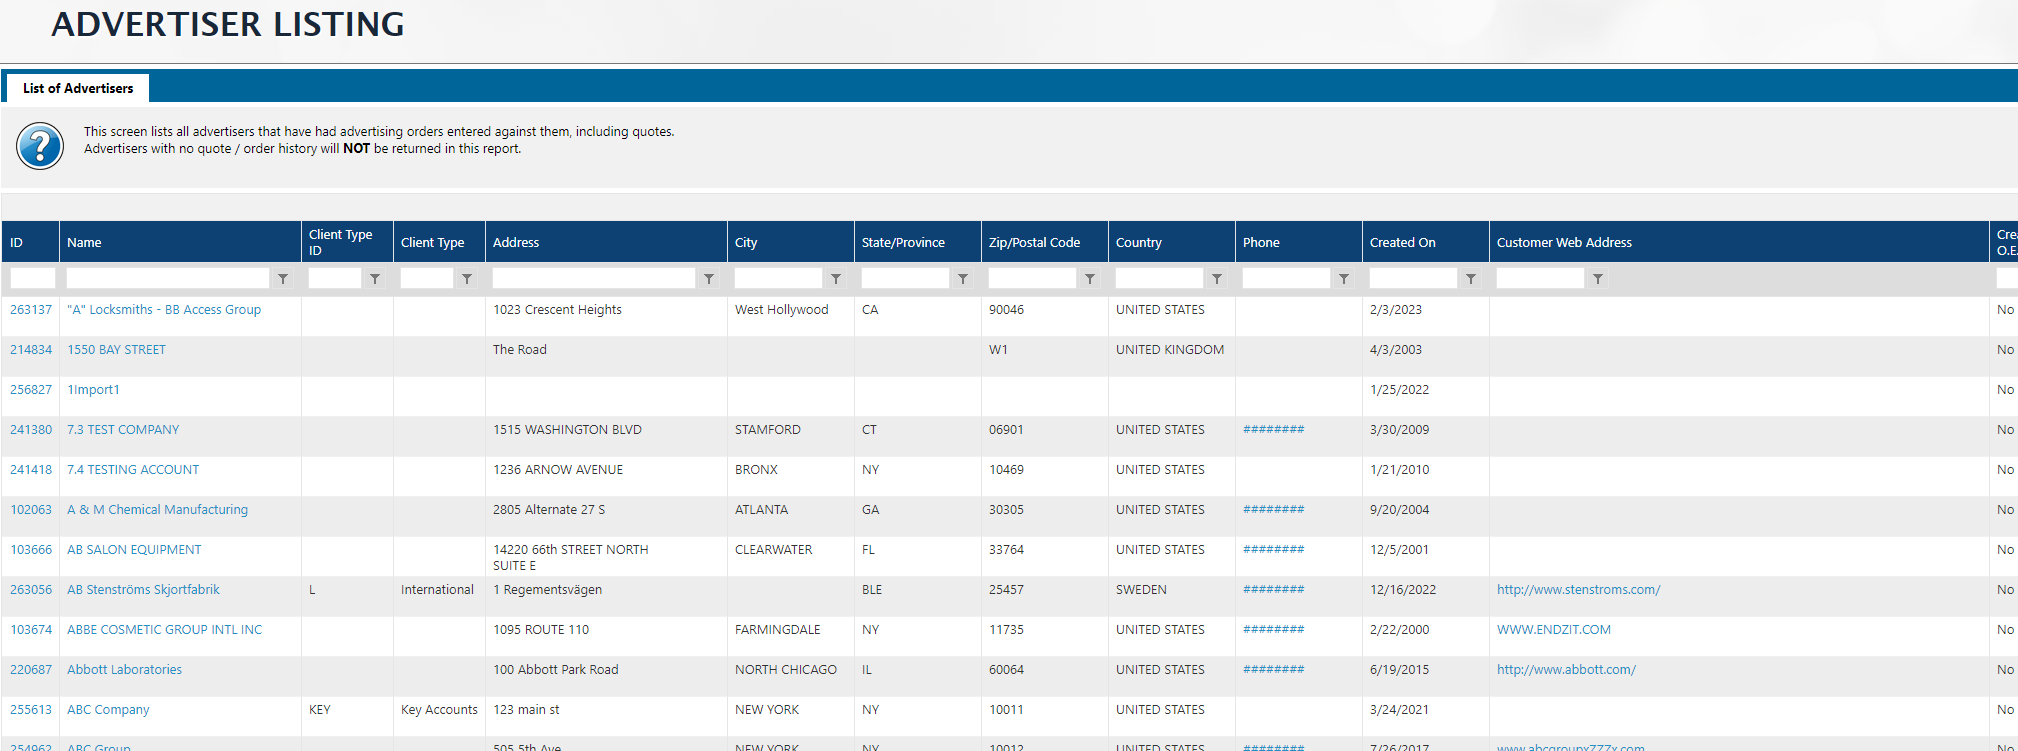 ADVERTISER LISTING
List of Advertisers
This screen lists all advertisers that have had advertising orders entered against them, including quotes.
Advertisers with no quote / order history will NOT be returned in this report.
ID Name Client Type ID Client Type Address City State/Province Zip/Postal Code Country Phone Created On Customer Web Address
263137 "A" Locksmiths - BB Access Group 1023 Crescent Heights West Hollywood CA 90046 UNITED STATES 2/3/2023 No
214834 1550 BAY STREET The Road W1 UNITED KINGDOM 4/3/2003 No
256827 1Import1 1/25/2022 No
241380 7.3 TEST COMPANY 1515 WASHINGTON BLVD STAMFORD CT 06901 UNITED STATES ######## 3/30/2009 No
241418 7.4 TESTING ACCOUNT 1236 ARNOW AVENUE BRONX NY 10469 UNITED STATES 1/21/2010 No
102063 A & M Chemical Manufacturing 2805 Alternate 27 S ATLANTA GA 30305 UNITED STATES ######## 9/20/2004 No
103666 AB SALON EQUIPMENT 14220 66th STREET NORTH SUITE E CLEARWATER FL 33764 UNITED STATES ######## 12/5/2001 No
263056 AB Stenströms Skjortfabrik L International 1 Regementsvägen BLE 25457 SWEDEN ######## 12/16/2022 http://www.stenstroms.com/ No
103674 ABBE COSMETIC GROUP INTL INC 1095 ROUTE 110 FARMINGDALE NY 11735 UNITED STATES ######## 2/22/2000 WWW.ENDZIT.COM No
220687 Abbott Laboratories 100 Abbott Park Road NORTH CHICAGO IL 60064 UNITED STATES ######## 6/19/2015 http://www.abbott.com/ No
255613 ABC Company KEY Key Accounts 123 main st NEW YORK NY 10011 UNITED STATES 3/24/2021 No
254962 ABC Group 505 5th Ave NEW YORK NY 10012 UNITED STATES ######## 7/26/2017 www.abcgroupxZZZx.com No